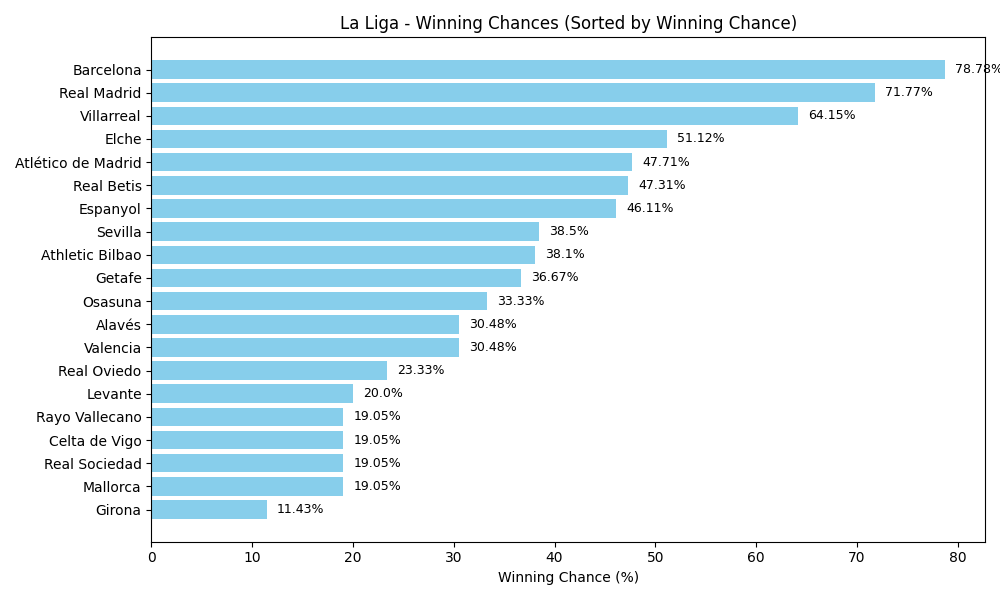 La Liga - Winning Chances (Sorted by Winning Chance)
Barcelona 78.78%
Real Madrid 71.77%
Villarreal 64.15%
Elche 51.12%
Atlético de Madrid 47.71%
Real Betis 47.31%
Espanyol 46.11%
Sevilla 38.5%
Athletic Bilbao 38.1%
Getafe 36.67%
Osasuna 33.33%
Alavés 30.48%
Valencia 30.48%
Real Oviedo 23.33%
Levante 20.0%
Rayo Vallecano 19.05%
Celta de Vigo 19.05%
Real Sociedad 19.05%
Mallorca 19.05%
Girona 11.43%
0 10 20 30 40 50 60 70 80
Winning Chance (%)